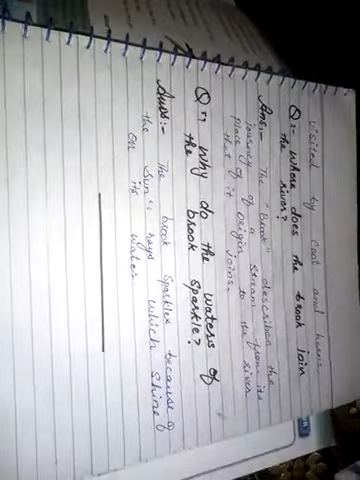 visited by coot and hern.
Q:- where does the brook join
the river?
Ans:- The "Brook" describes the
journey of a stream from its
place of origin to the river
that it joins.
Q:- why do the waters of
the brook sparkle?
Ans:- The brook sparkles because of
the sun's rays which shine
on its water